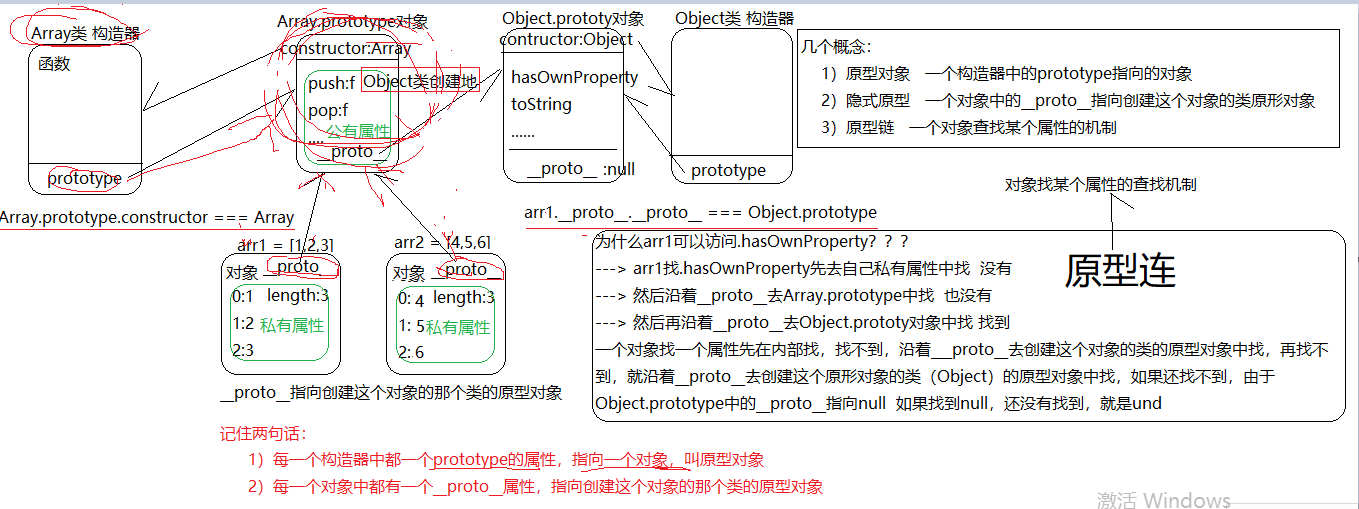 Array类 构造器
函数
prototype
Array.prototype对象
constructor:Array
push:f
Object类创建地
pop:f
公有属性
....
__proto__
Object.prototy对象
contructor:Object
hasOwnProperty
toString
......
__proto__ :null
Object类 构造器
prototype
几个概念：
1）原型对象 一个构造器中的prototype指向的对象
2）隐式原型 一个对象中的__proto__指向创建这个对象的类原形对象
3）原型链 一个对象查找某个属性的机制
对象找某个属性的查找机制
Array.prototype.constructor === Array
arr1.__proto__.__proto__ === Object.prototype
arr1 = [1,2,3]
对象 __proto__
0:1 length:3
1:2 私有属性
2:3
arr2 = [4,5,6]
对象 __proto__
0: 4 length:3
1: 5 私有属性
2: 6
__proto__指向创建这个对象的那个类的原型对象
为什么arr1可以访问.hasOwnProperty？？？
---> arr1找.hasOwnProperty先去自己私有属性中找 没有
---> 然后沿着__proto__去Array.prototype中找 也没有
---> 然后再沿着__proto__去Object.prototy对象中找 找到
一个对象找一个属性先在内部找，找不到，沿着___proto__去创建这个对象的类的原型对象中找，再找不
到，就沿着__proto__去创建这个原形对象的类（Object）的原型对象中找，如果还找不到，由于
Object.prototype中的__proto__指向null 如果找到null，还没有找到，就是und
原型连
记住两句话：
1）每一个构造器中都一个prototype的属性，指向一个对象，叫原型对象
2）每一个对象中都有一个__proto__属性，指向创建这个对象的那个类的原型对象
激活 Windows